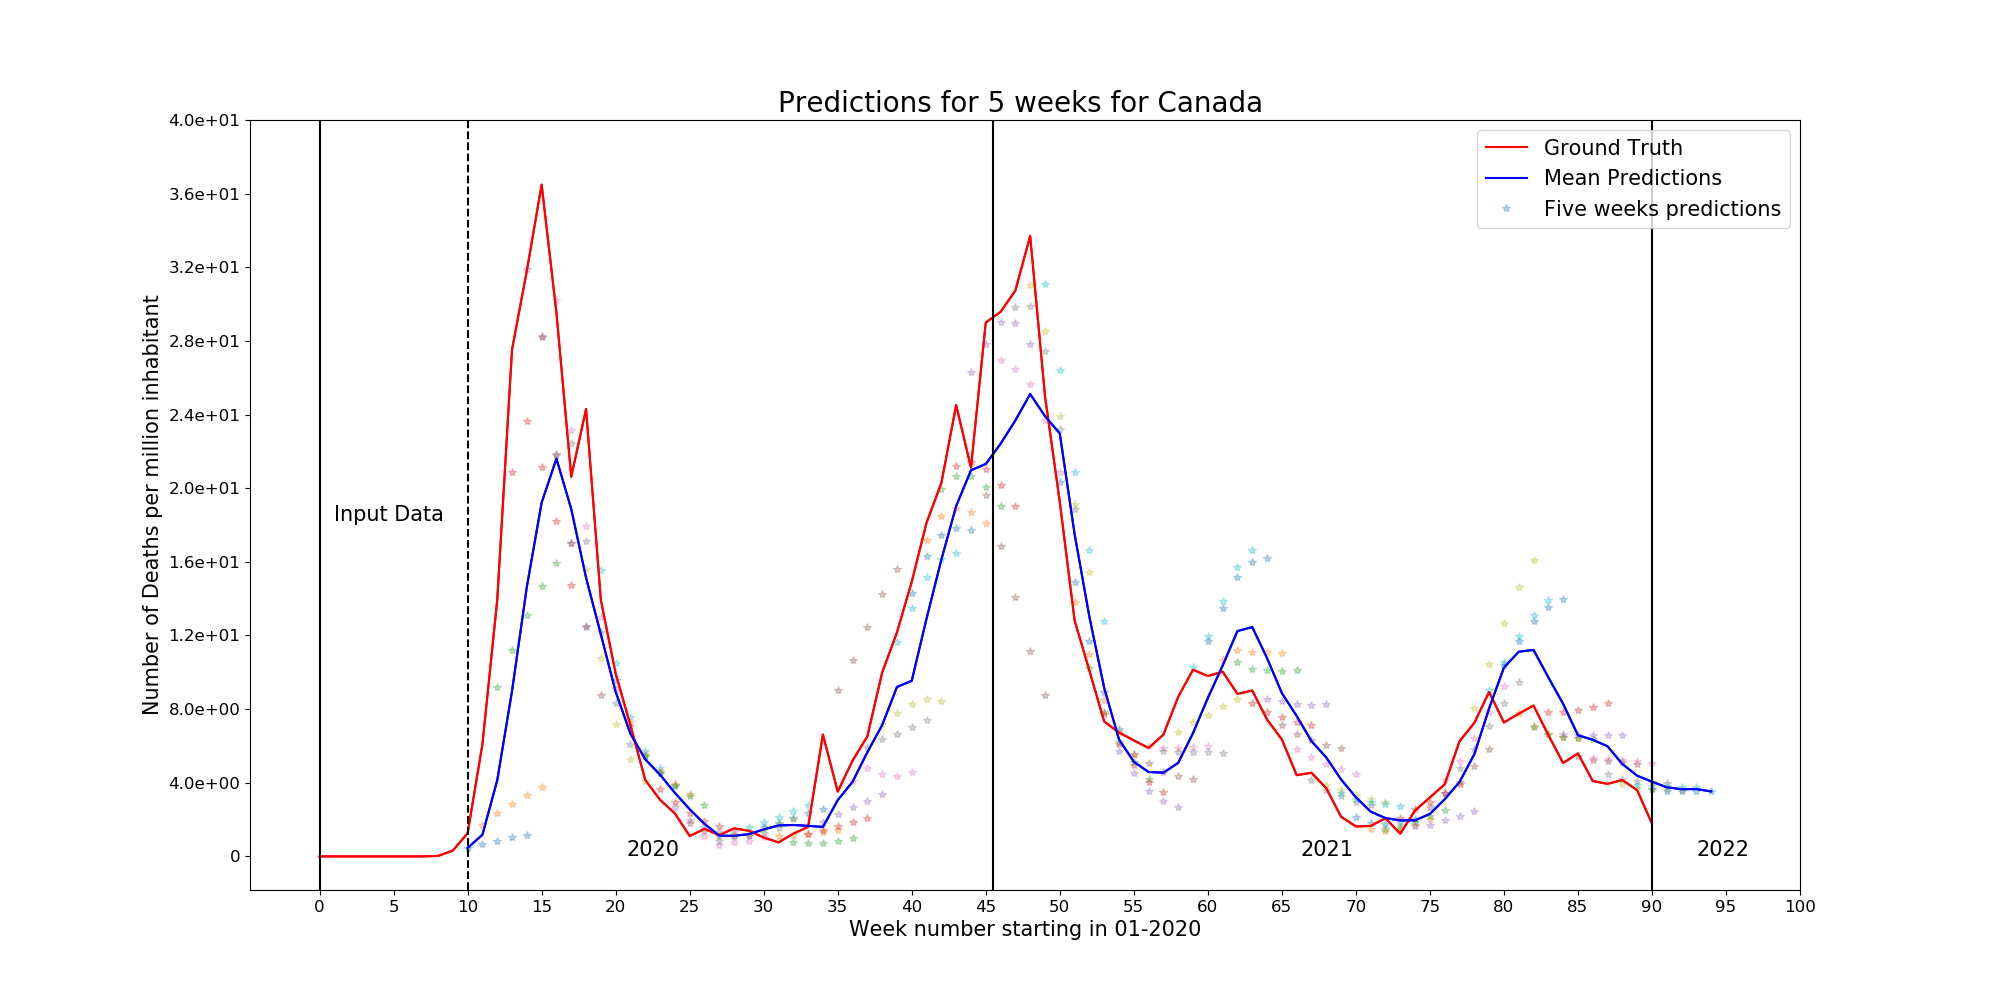 Predictions for 5 weeks for Canada
4.0e+01
3.6e+01
3.2e+01
2.8e+01
2.4e+01
2.0e+01
1.6e+01
1.2e+01
8.0e+00
4.0e+00
0
Number of Deaths per million inhabitant
Ground Truth
Mean Predictions
Five weeks predictions
Input Data
2020
2021
2022
0 5 10 15 20 25 30 35 40 45 50 55 60 65 70 75 80 85 90 95 100
Week number starting in 01-2020